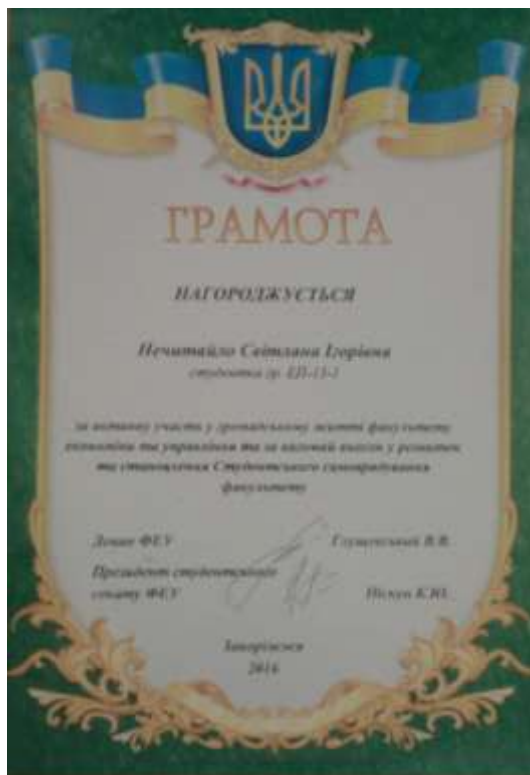 ГРАМОТА
НАГОРОДЖУЄТЬСЯ
Нечитайло Світлана Ігорівна
студентка гр. ЕП-13-1
за активну участь у громадському житті факультету
економіки та управління та за вагомий внесок у розвиток
та становлення Студентського самоврядування
факультету
Декан ФЕУ
В.В.
Президент студентського
сенату ФЕУ
К.Ю.
Запоріжжя
2016